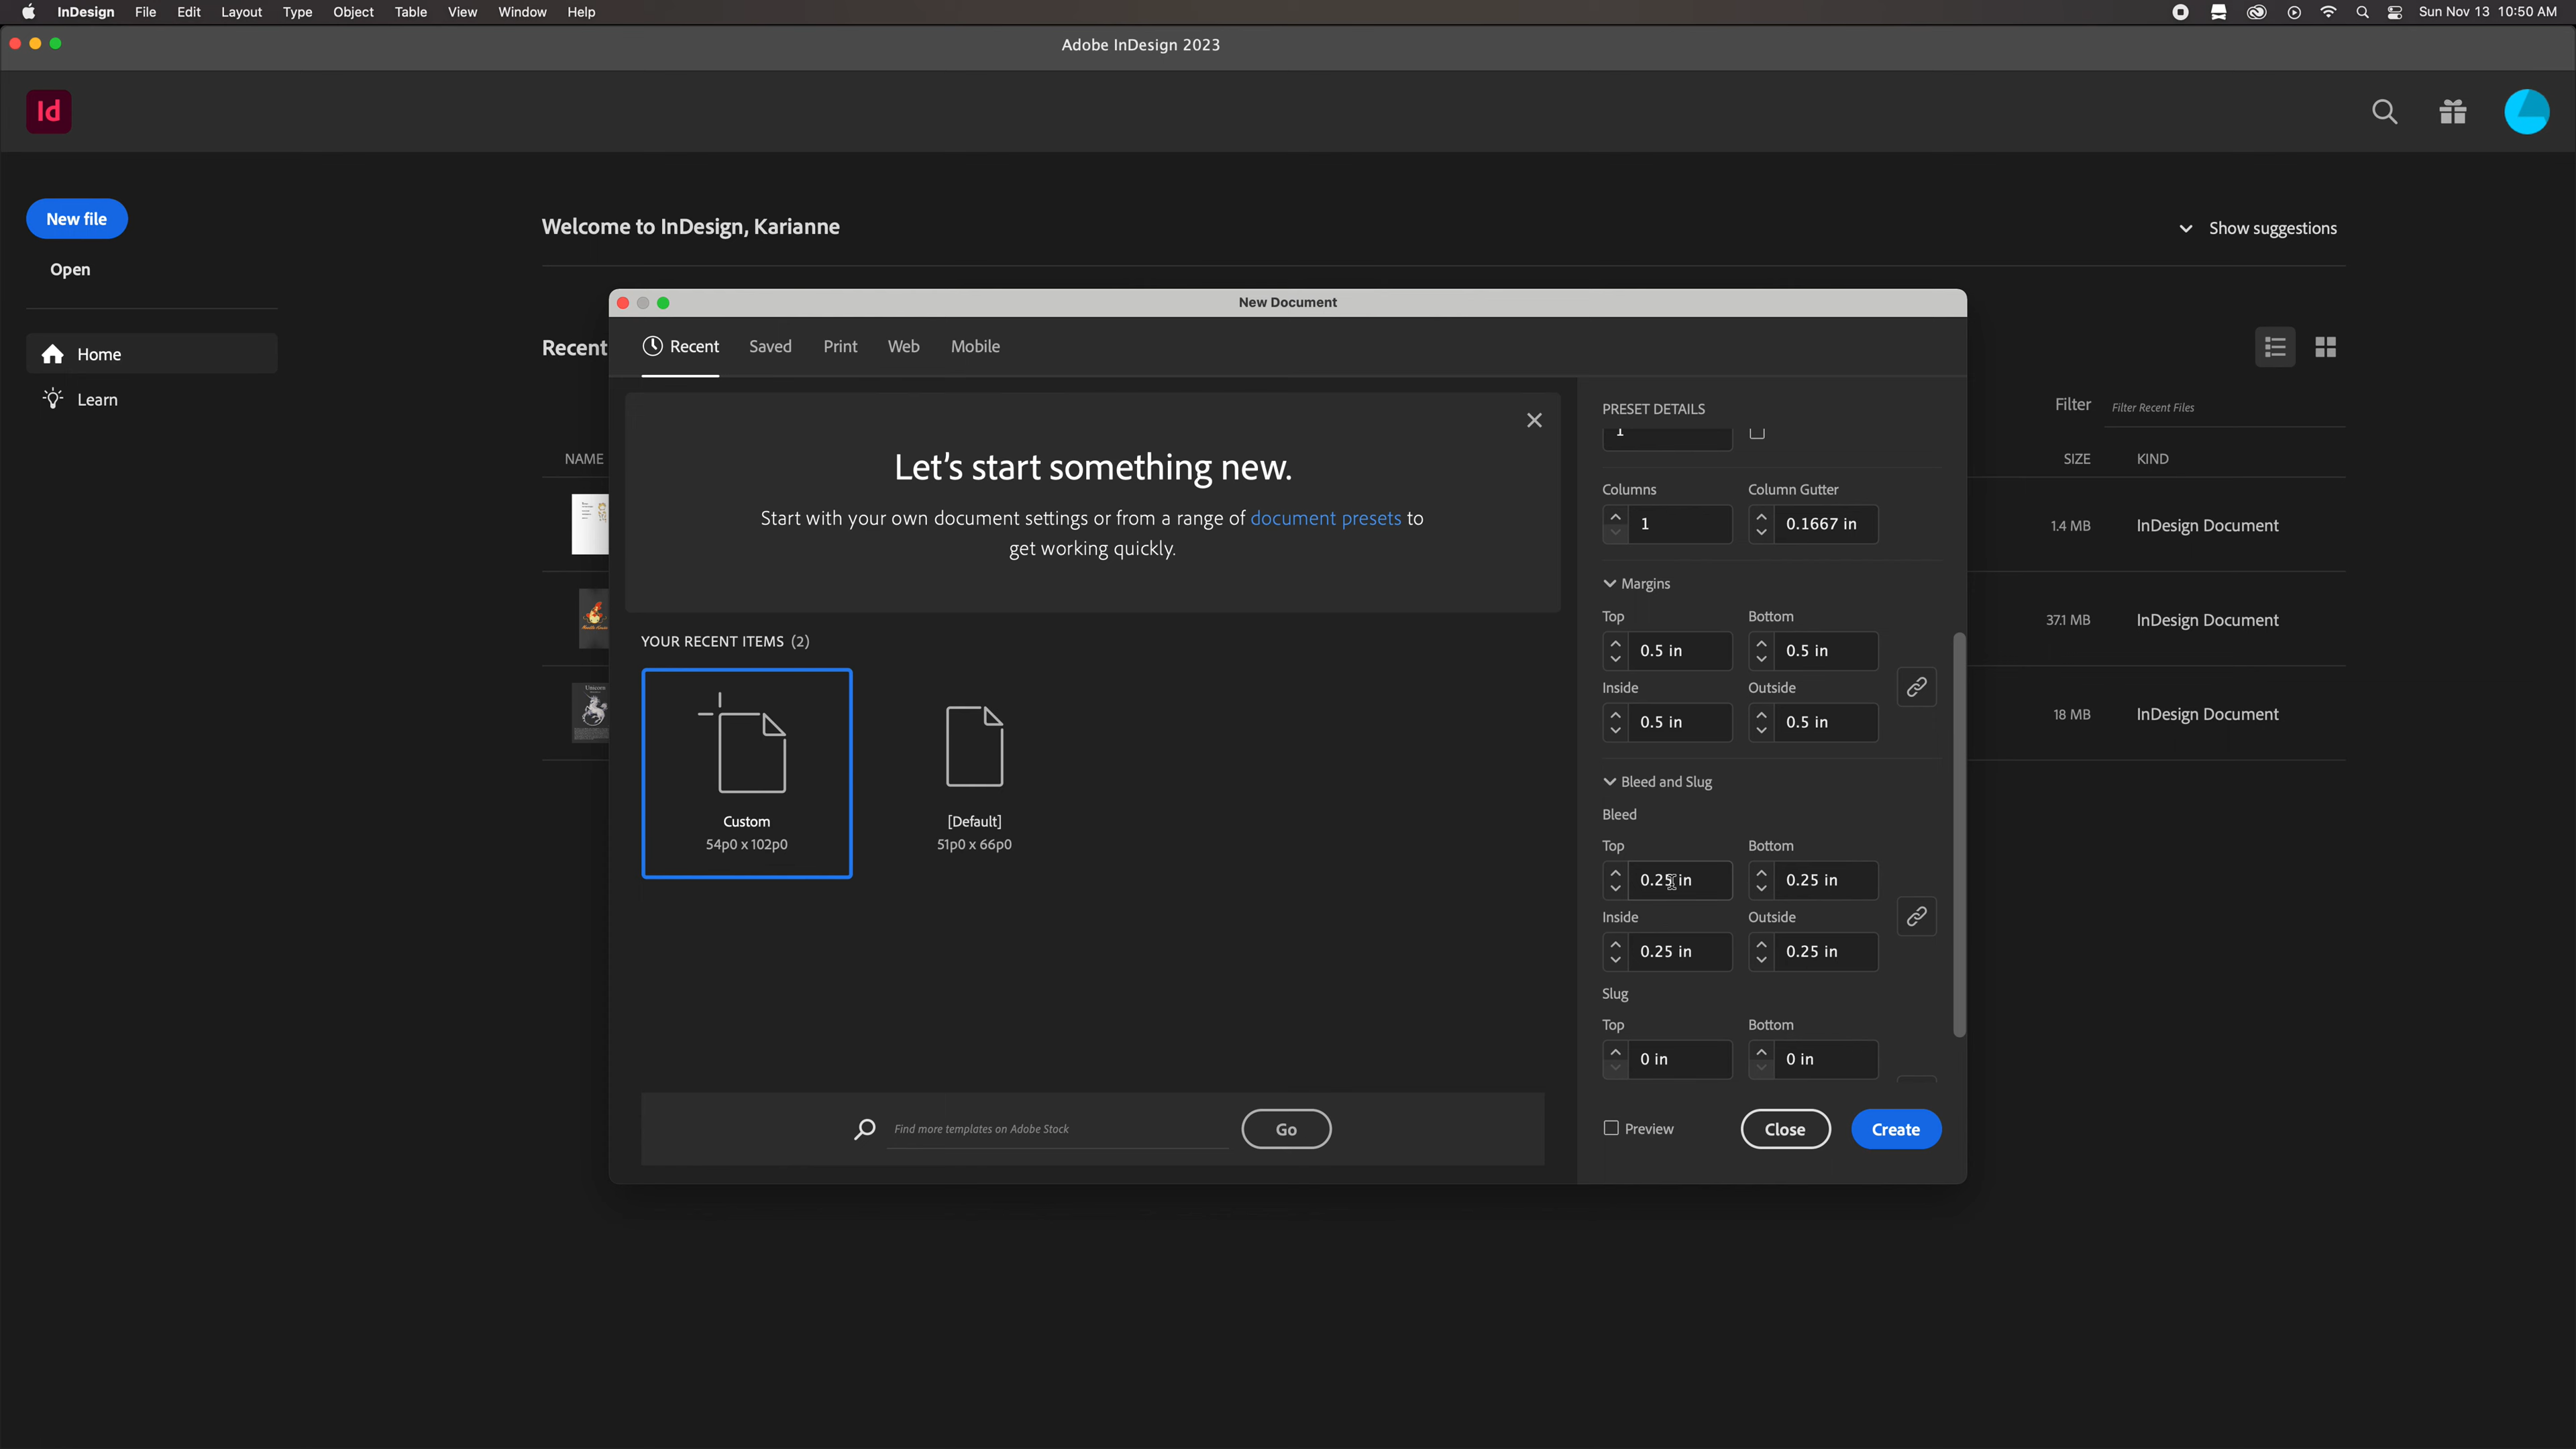 InDesign File Edit Layout Type Object Table View Window Help
Sun Nov 13 10:50 AM
Adobe InDesign 2023
Id
New file
Open
Home
Learn
Welcome to InDesign, Karianne
Show suggestions
Recent
Filter Filter Recent Files
NAME
SIZE KIND
1.4 MB InDesign Document
37.1 MB InDesign Document
18 MB InDesign Document
New Document
Recent Saved Print Web Mobile
Let's start something new.
Start with your own document settings or from a range of document presets to
get working quickly.
YOUR RECENT ITEMS (2)
Custom
54p0 x 102p0
[Default]
51p0 x 66p0
Find more templates on Adobe Stock
Go
PRESET DETAILS
1
Columns Column Gutter
1 0.1667 in
Margins
Top Bottom
0.5 in 0.5 in
Inside Outside
0.5 in 0.5 in
Bleed and Slug
Bleed
Top Bottom
0.25 in 0.25 in
Inside Outside
0.25 in 0.25 in
Slug
Top Bottom
0 in 0 in
Preview Close Create